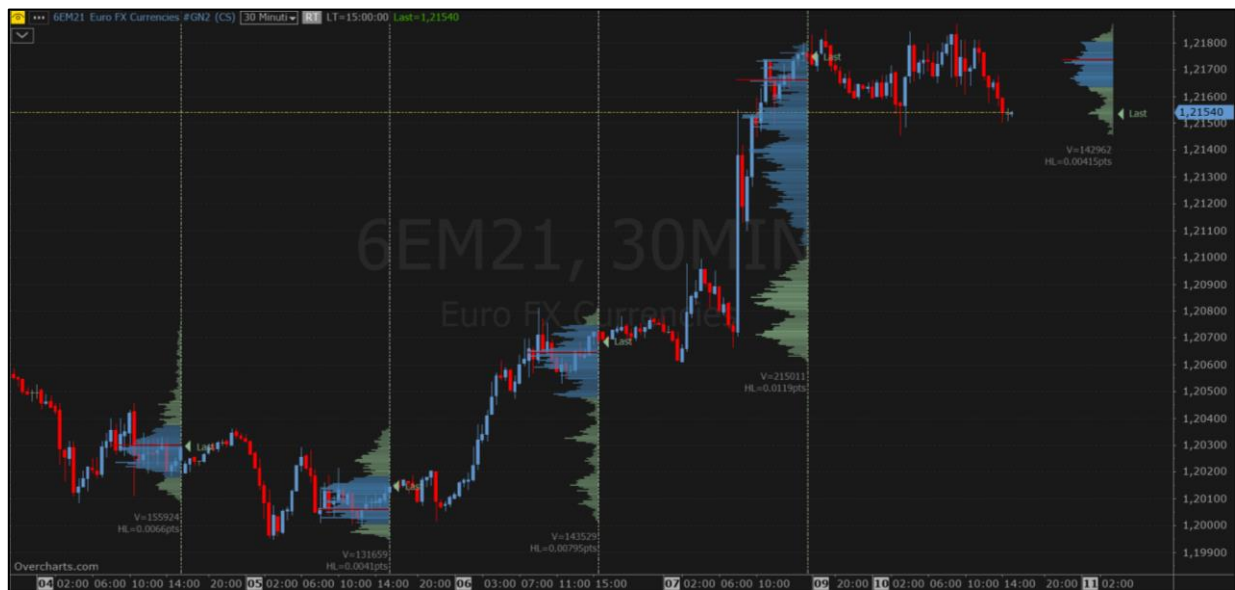 6EM21 Euro FX Currencies #GN2 (CS) 30 Minuti RT LT=15:00:00 Last=1,21540
1,21800
1,21700
1,21600
1,21540
1,21500
1,21400
1,21300
1,21200
1,21100
1,21000
1,20900
1,20800
1,20700
1,20600
1,20500
1,20400
1,20300
1,20200
1,20100
1,20000
1,19900
6EM21, 30MIN
Euro FX Currencies
Last
V=155924
HL=0.0066pts
Last
V=131659
HL=0.0041pts
Last
V=143529
HL=0.00795pts
Last
V=215011
HL=0.0119pts
Last
V=142962
HL=0.00415pts
Overcharts.com
04 02:00 06:00 10:00 14:00 20:00 05 02:00 06:00 10:00 14:00 20:00 06 03:00 07:00 11:00 15:00 07 02:00 06:00 10:00 09 20:00 10 02:00 06:00 10:00 14:00 20:00 11 02:00